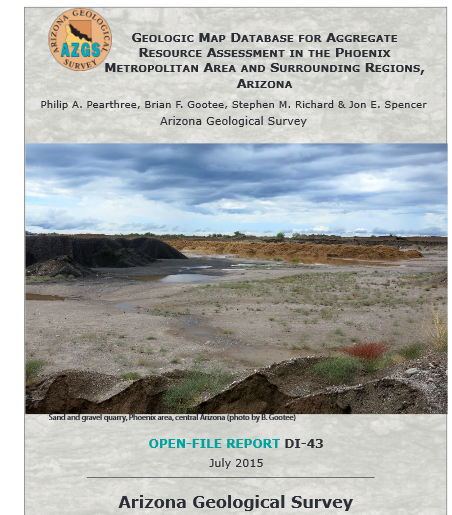 ARIZONA GEOLOGICAL
AZGS
SURVEY
GEOLOGIC MAP DATABASE FOR AGGREGATE
RESOURCE ASSESSMENT IN THE PHOENIX
METROPOLITAN AREA AND SURROUNDING REGIONS,
ARIZONA
Philip A. Pearthree, Brian F. Gootee, Stephen M. Richard & Jon E. Spencer
Arizona Geological Survey
Sand and gravel quarry, Phoenix area, central Arizona (photo by B. Gootee)
OPEN-FILE REPORT DI-43
July 2015
Arizona Geological Survey